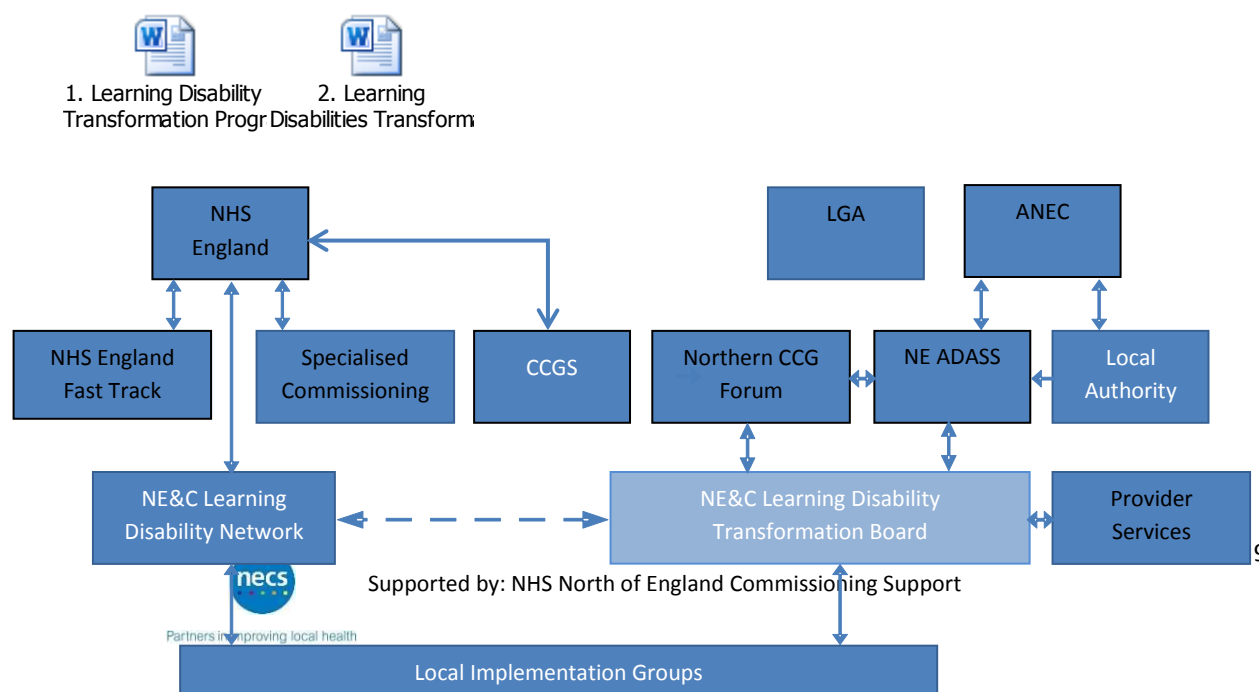 1. Learning Disability
Transformation Progr
2. Learning
Disabilities Transform
NHS
England
LGA
ANEC
NHS England
Fast Track
Specialised
Commissioning
CCGS
Northern CCG
Forum
NE ADASS
Local
Authority
NE&C Learning
Disability Network
NE&C Learning Disability
Transformation Board
Provider
Services
necs
Supported by: NHS North of England Commissioning Support
Partners in improving local health
Local Implementation Groups